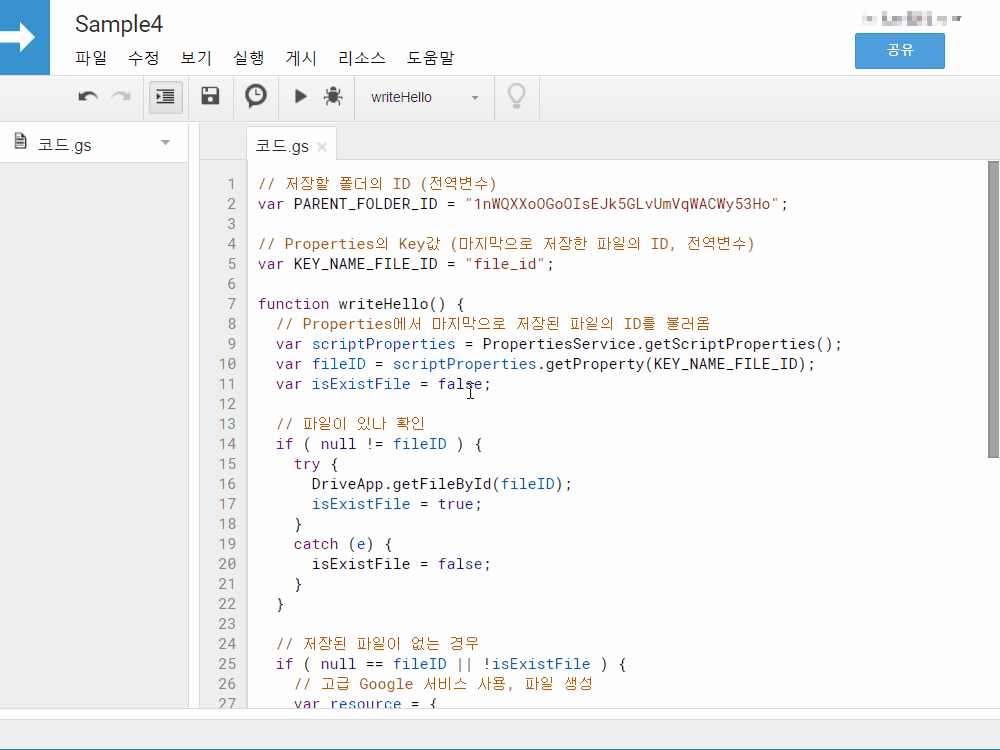 Sample4
파일 수정 보기 실행 게시 리소스 도움말
공유
writeHello
코드.gs
코드.gs
1 // 저장할 폴더의 ID (전역변수)
2 var PARENT_FOLDER_ID = "1nWQXXoOGoOIsEJk5GLvUmVqWACWy53Ho";
3
4 // Properties의 Key값 (마지막으로 저장한 파일의 ID, 전역변수)
5 var KEY_NAME_FILE_ID = "file_id";
6
7 function writeHello() {
8 // Properties에서 마지막으로 저장된 파일의 ID를 불러옴
9 var scriptProperties = PropertiesService.getScriptProperties();
10 var fileID = scriptProperties.getProperty(KEY_NAME_FILE_ID);
11 var isExistFile = false;
12
13 // 파일이 있나 확인
14 if ( null != fileID ) {
15 try {
16 DriveApp.getFileById(fileID);
17 isExistFile = true;
18 }
19 catch (e) {
20 isExistFile = false;
21 }
22 }
23
24 // 저장된 파일이 없는 경우
25 if ( null == fileID || !isExistFile ) {
26 // 고급 Google 서비스 사용, 파일 생성
27 var resource = {